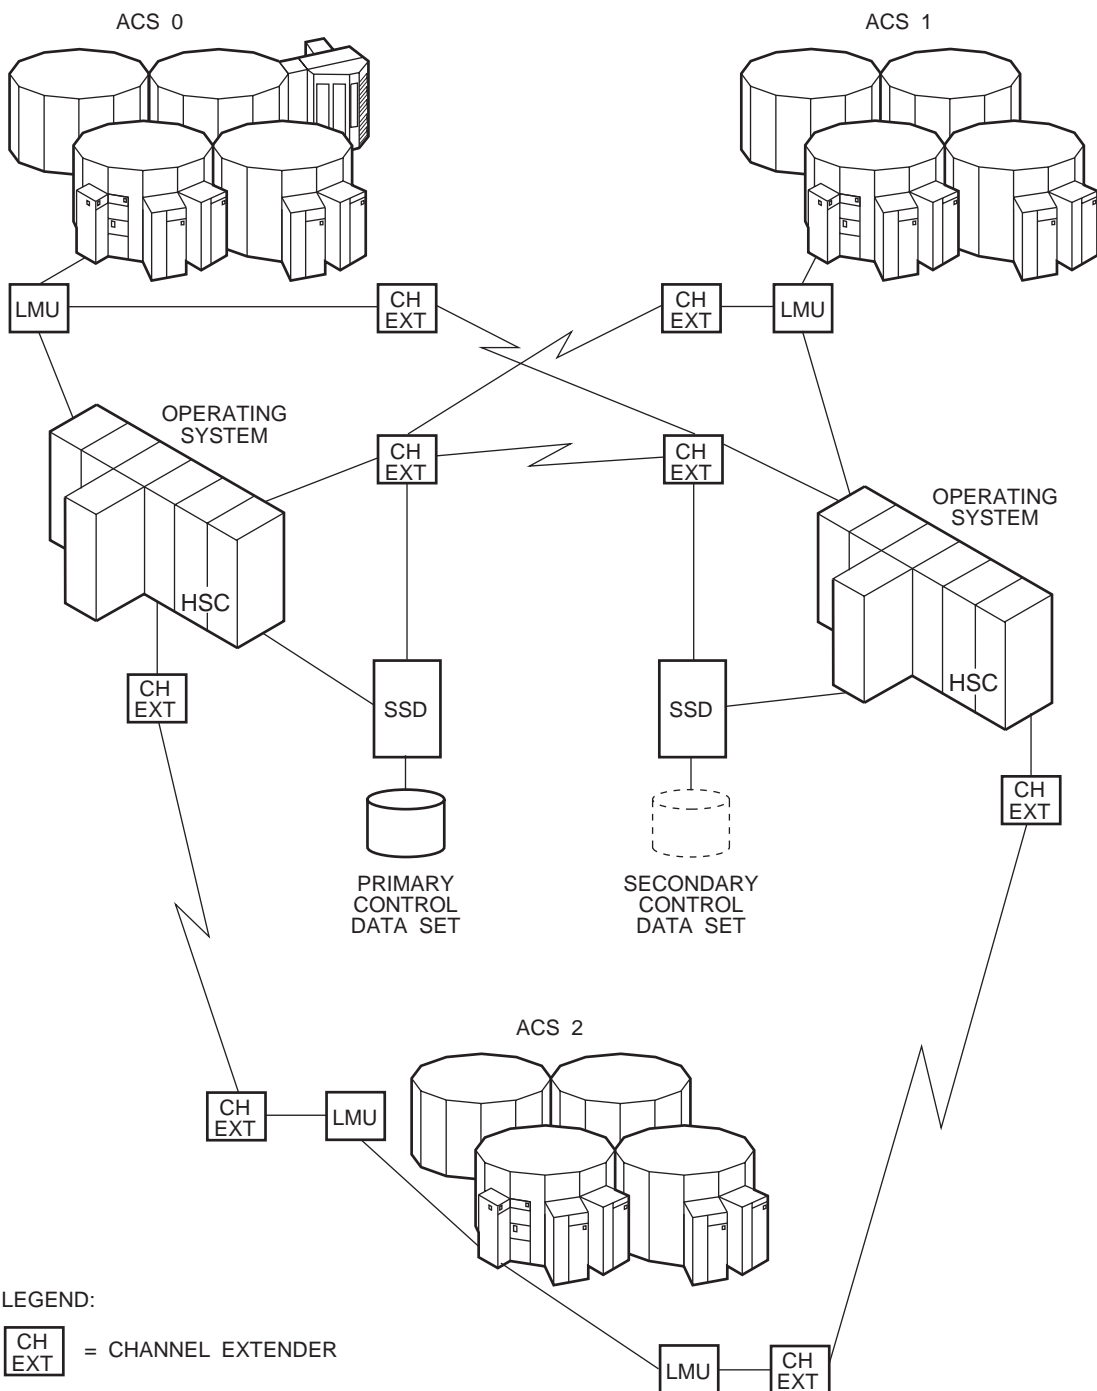 ACS 0
ACS 1
LMU
CH
EXT
CH
EXT
LMU
OPERATING
SYSTEM
CH
EXT
CH
EXT
OPERATING
SYSTEM
HSC
CH
EXT
SSD
SSD
HSC
CH
EXT
PRIMARY
CONTROL
DATA SET
SECONDARY
CONTROL
DATA SET
ACS 2
CH
EXT
LMU
LEGEND:
CH
EXT
= CHANNEL EXTENDER
LMU
CH
EXT